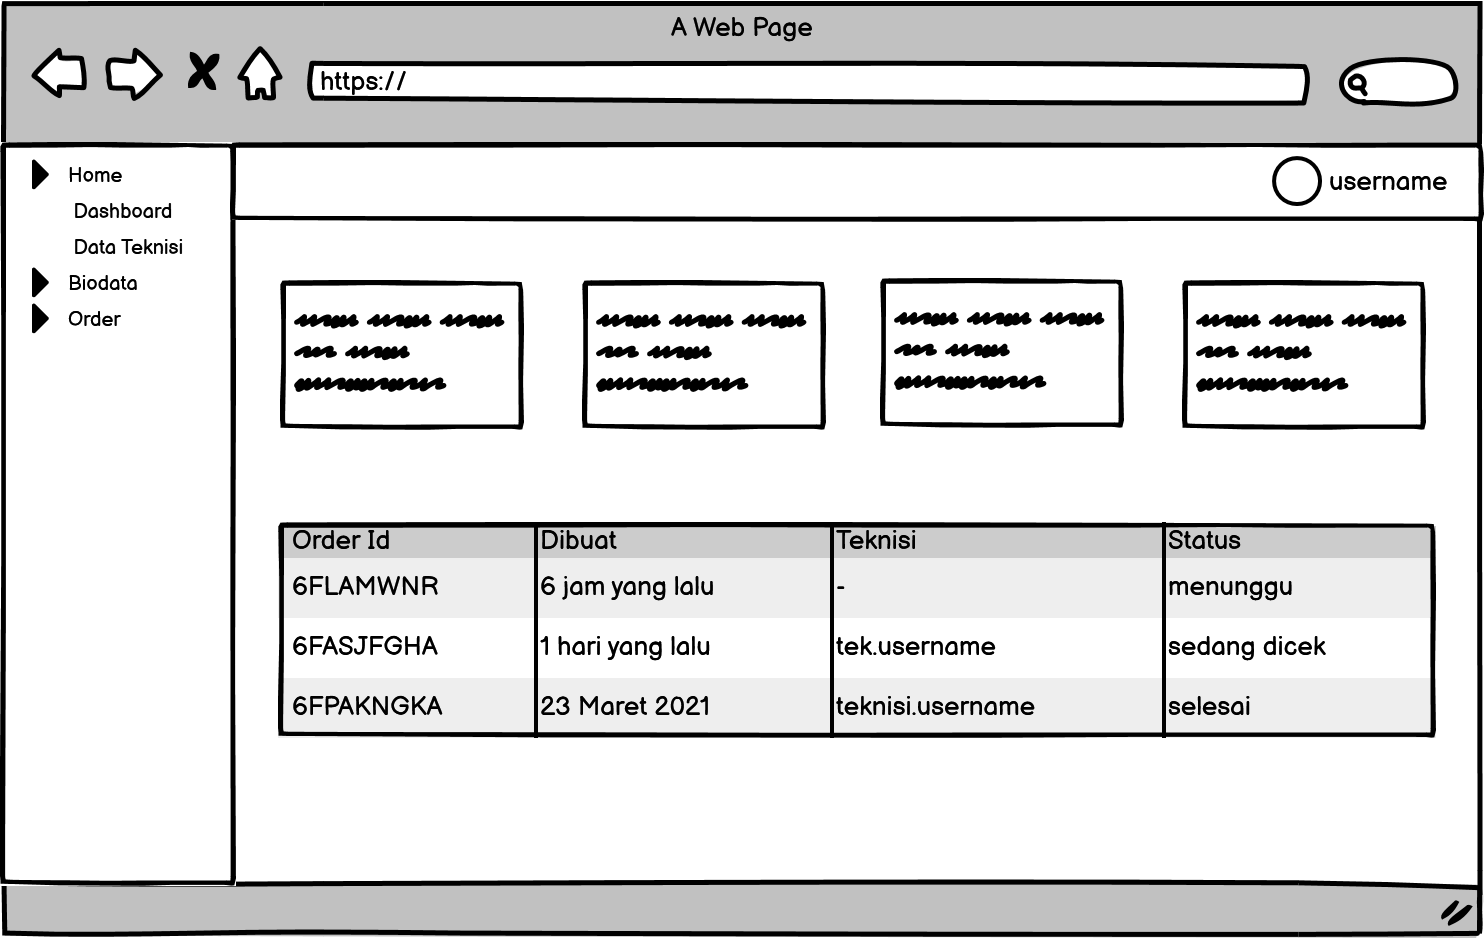 A Web Page
https://
Home
Dashboard
Data Teknisi
Biodata
Order
username
Order Id Dibuat Teknisi Status
6FLAMWNR 6 jam yang lalu - menunggu
6FASJFGHA 1 hari yang lalu tek.username sedang dicek
6FPAKNGKA 23 Maret 2021 teknisi.username selesai